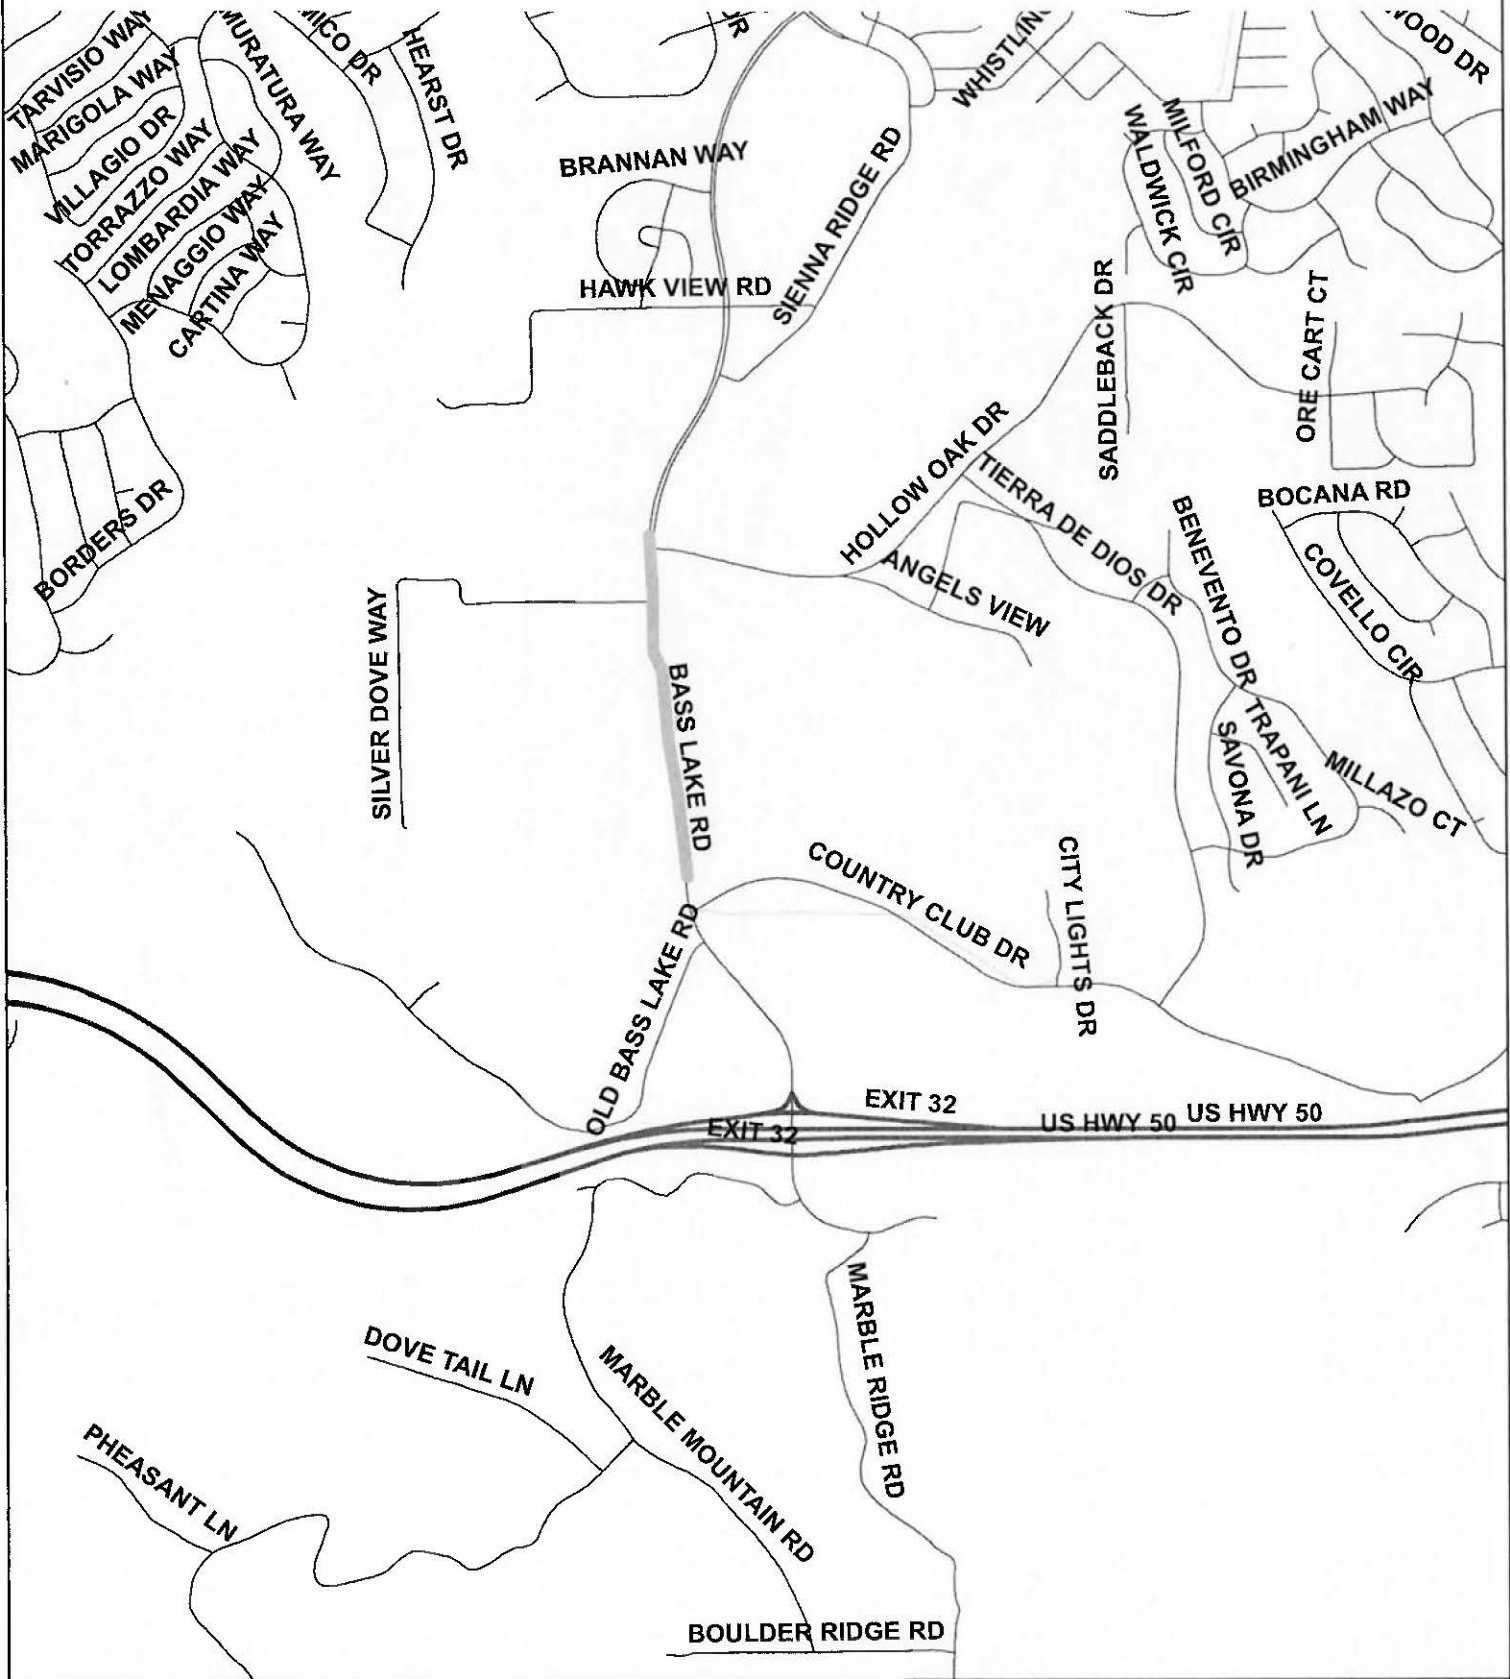 TARVISIO WAY
MARIGOLA WAY
VILLAGIO DR
TORRAZZO WAY
LOMBARDIA WAY
MENAGGIO WAY
CARTINA WAY
MURATURA WAY
MICO DR
HEARST DR
BRANNAN WAY
HAWK VIEW RD
SIENNA RIDGE RD
WHISTLING
WOOD DR
WALDWICK CIR
MILFORD CIR
BIRMINGHAM WAY
SADDLEBACK DR
ORE CART CT
BORDERS DR
HOLLOW OAK DR
TIERRA DE DIOS DR
ANGELS VIEW
BENEVENTO DR
BOCANA RD
COVELLO CIR
SILVER DOVE WAY
BASS LAKE RD
TRAPANI LN
SAVONA DR
MILLAZO CT
COUNTRY CLUB DR
CITY LIGHTS DR
OLD BASS LAKE RD
EXIT 32
EXIT 32
US HWY 50
US HWY 50
MARBLE RIDGE RD
DOVE TAIL LN
MARBLE MOUNTAIN RD
PHEASANT LN
BOULDER RIDGE RD